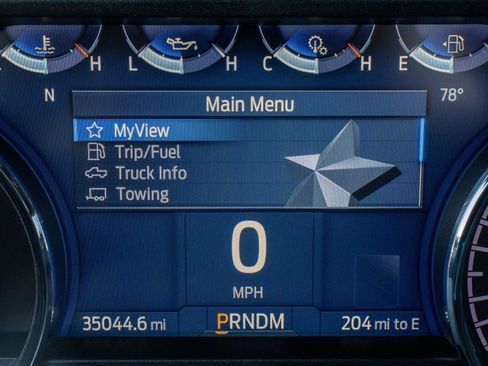 C H L H C H E
N 78°
Main Menu
MyView
Trip/Fuel
Truck Info
Towing
0
MPH
35044.6 mi PRNDM 204 mi to E